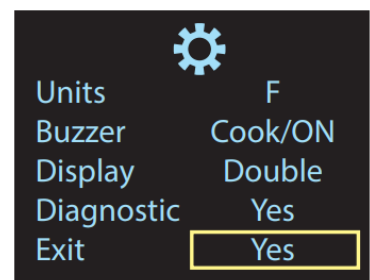 Units F
Buzzer Cook/ON
Display Double
Diagnostic Yes
Exit Yes